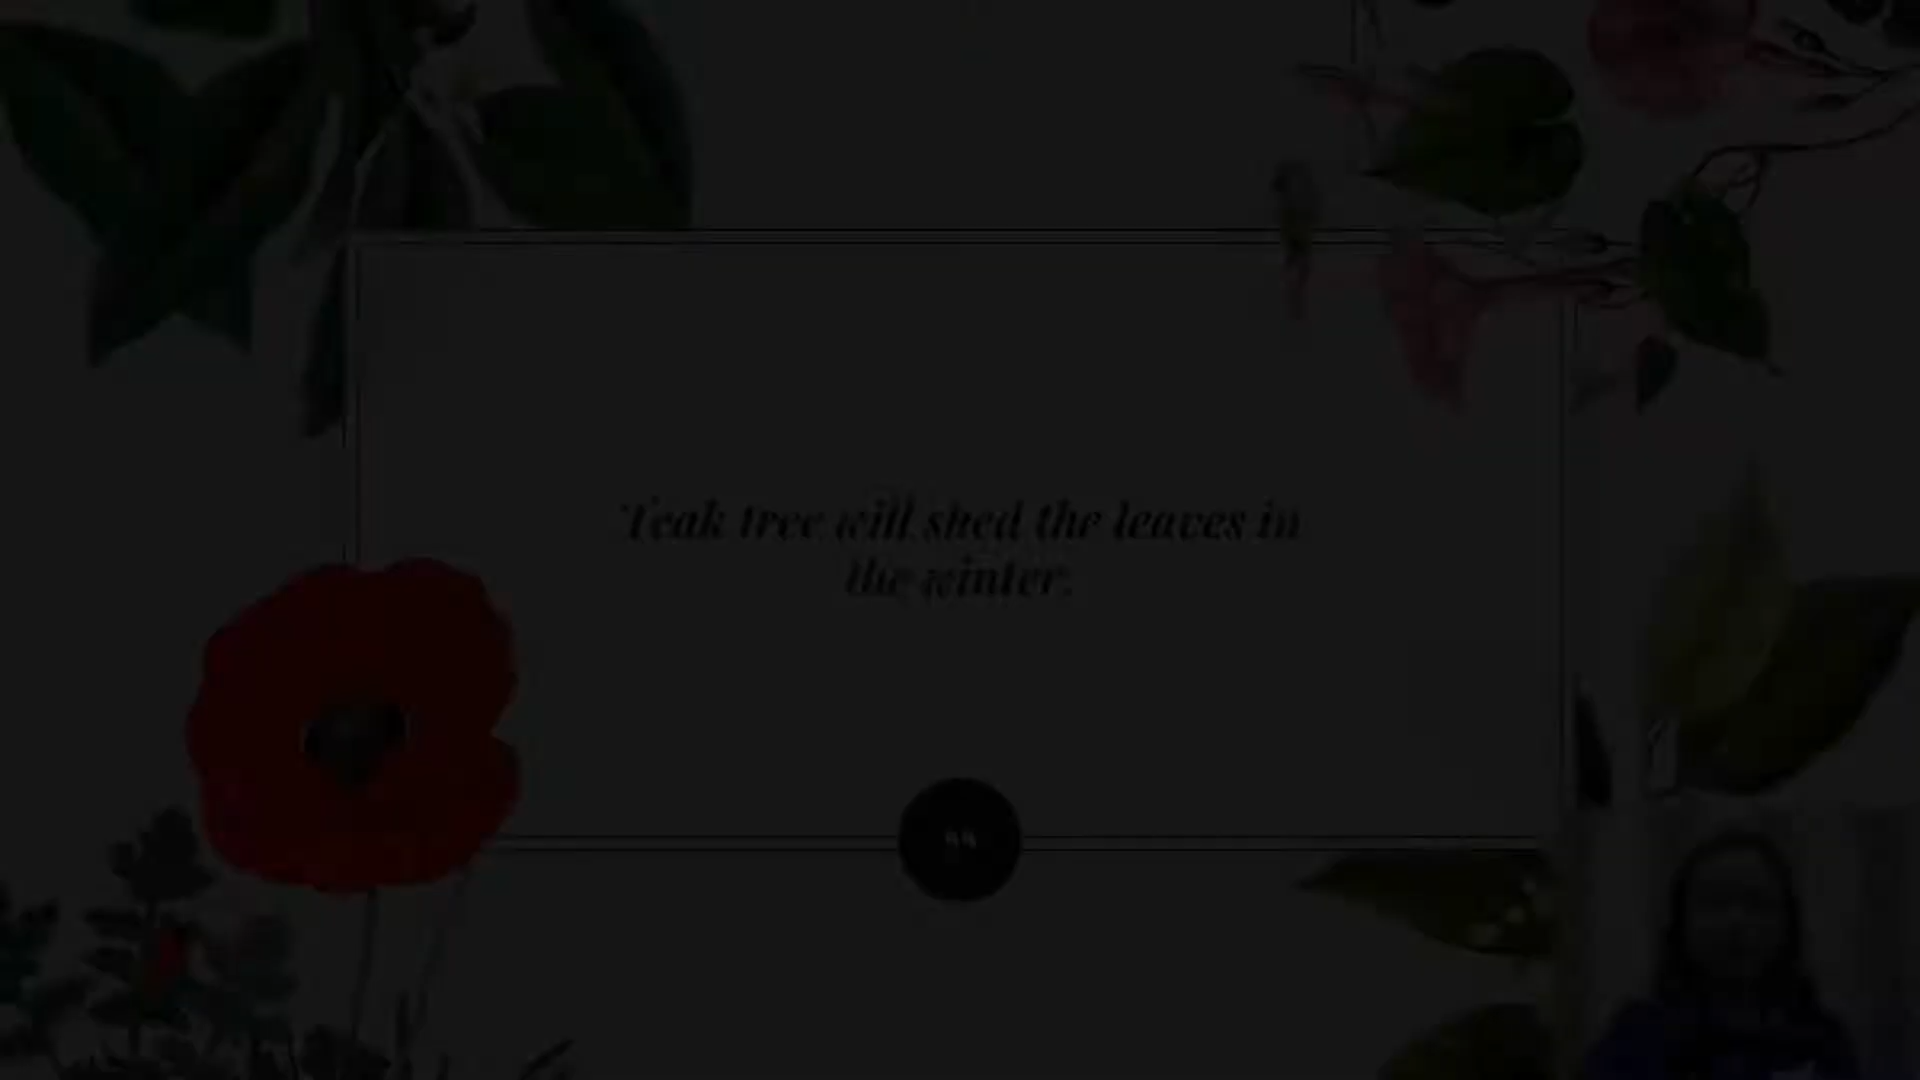 Teak tree will shed the leaves in
the winter.
"